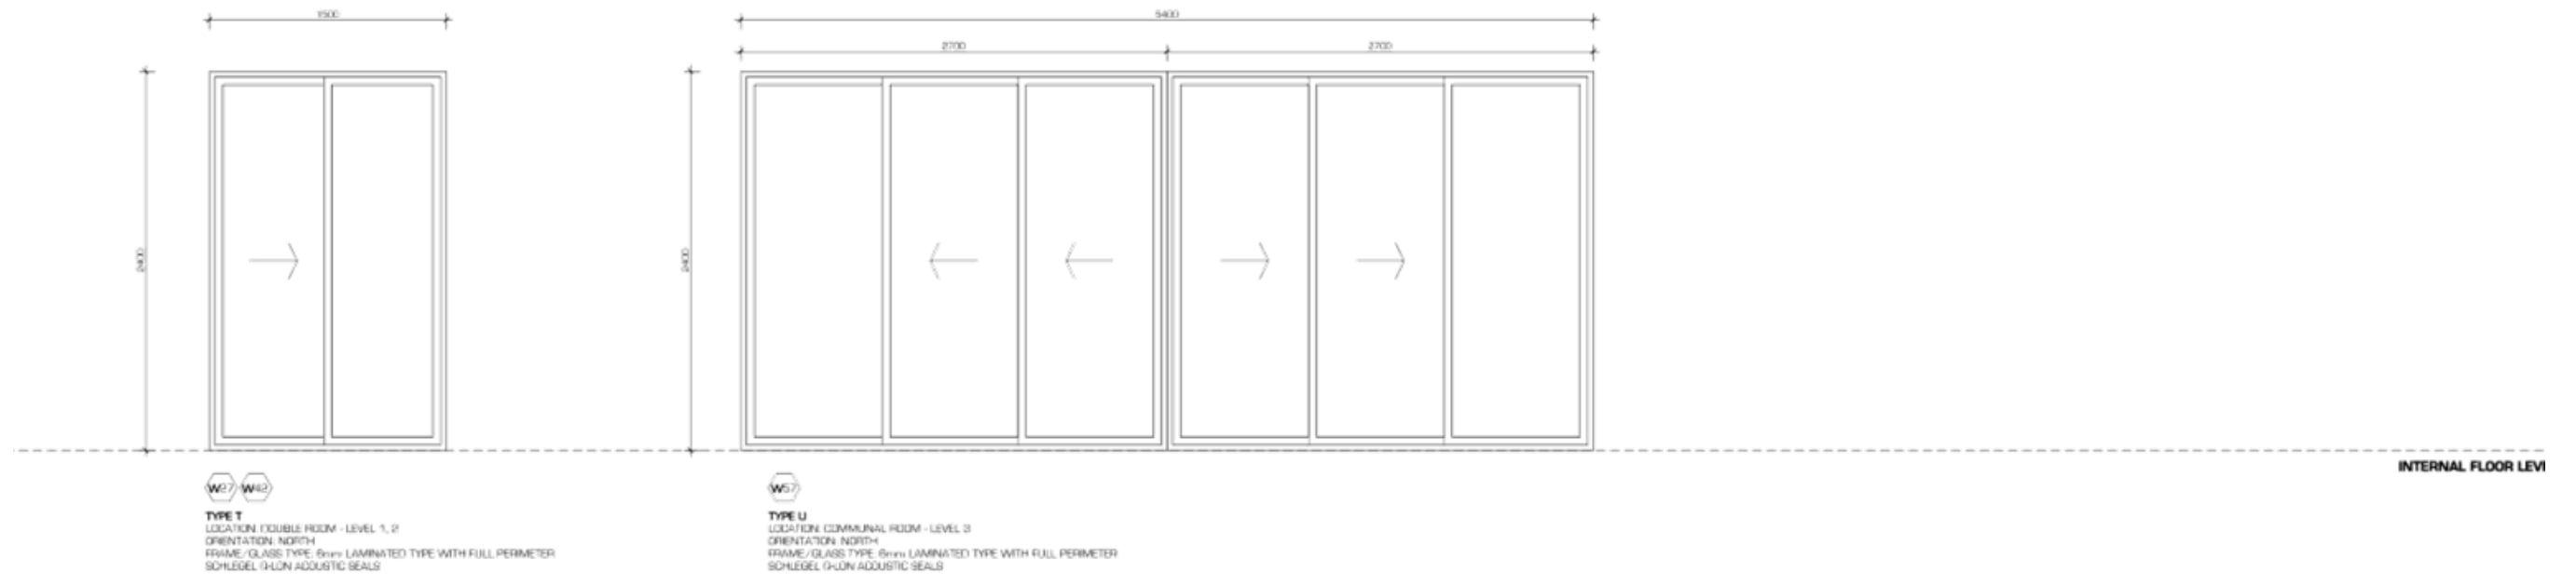 1500
5400
2700 2700
2400
2400
INTERNAL FLOOR LEVE
W27 W42
W57
TYPE T
LOCATION: DOUBLE ROOM - LEVEL 1, 2
ORIENTATION: NORTH
FRAME/GLASS TYPE: 6mm LAMINATED TYPE WITH FULL PERIMETER
SCHLEGEL Q-LON ACOUSTIC SEALS
TYPE U
LOCATION: COMMUNAL ROOM - LEVEL 3
ORIENTATION: NORTH
FRAME/GLASS TYPE: 6mm LAMINATED TYPE WITH FULL PERIMETER
SCHLEGEL Q-LON ACOUSTIC SEALS